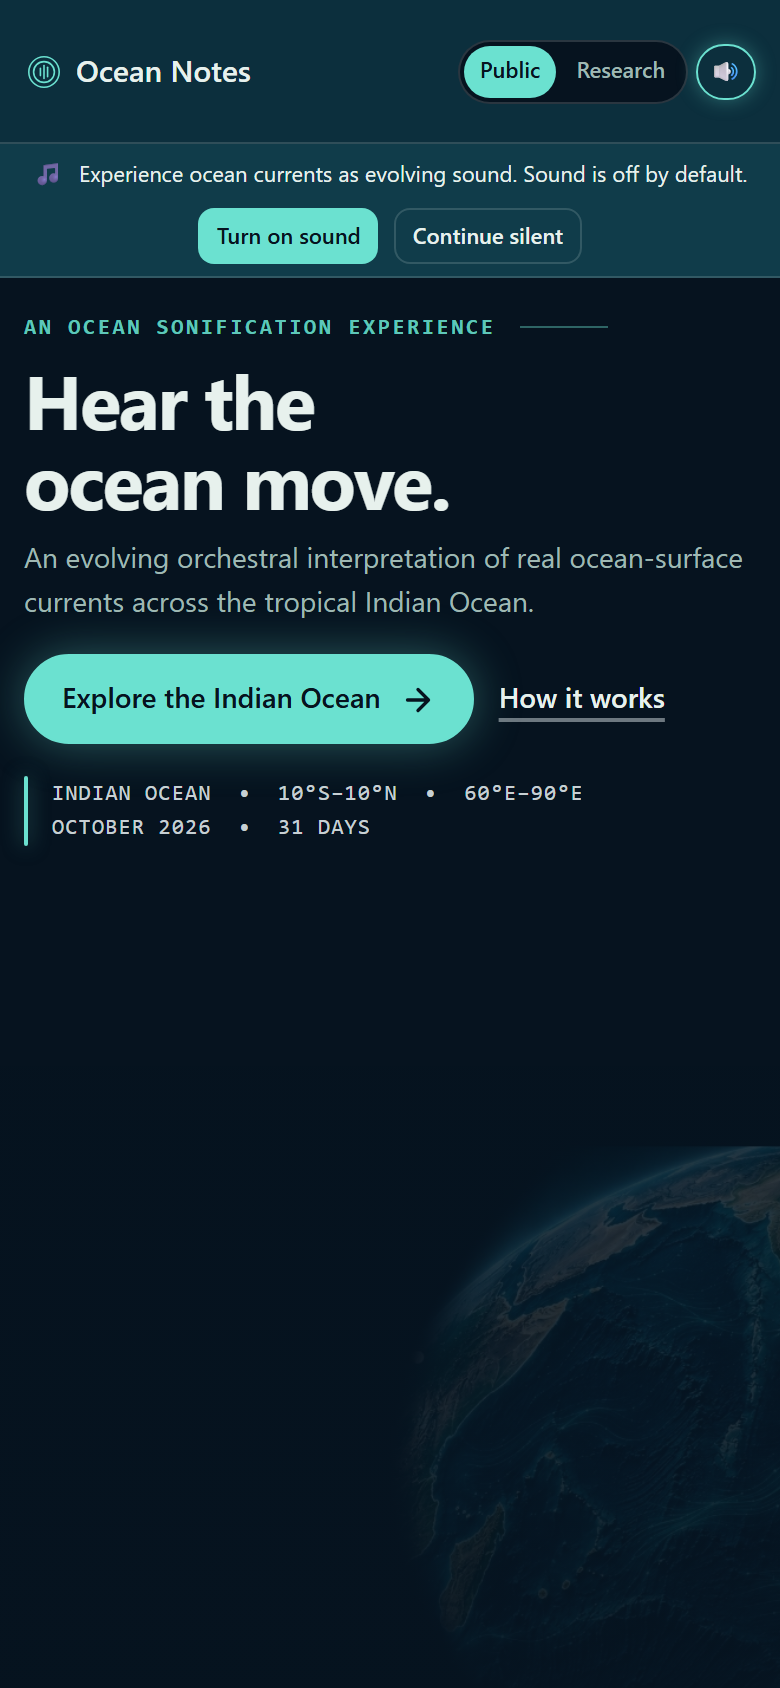 Ocean Notes
Public
Research
Experience ocean currents as evolving sound. Sound is off by default.
Turn on sound
Continue silent
AN OCEAN SONIFICATION EXPERIENCE
Hear the
ocean move.
An evolving orchestral interpretation of real ocean-surface
currents across the tropical Indian Ocean.
Explore the Indian Ocean →
How it works
INDIAN OCEAN • 10°S–10°N • 60°E–90°E
OCTOBER 2026 • 31 DAYS